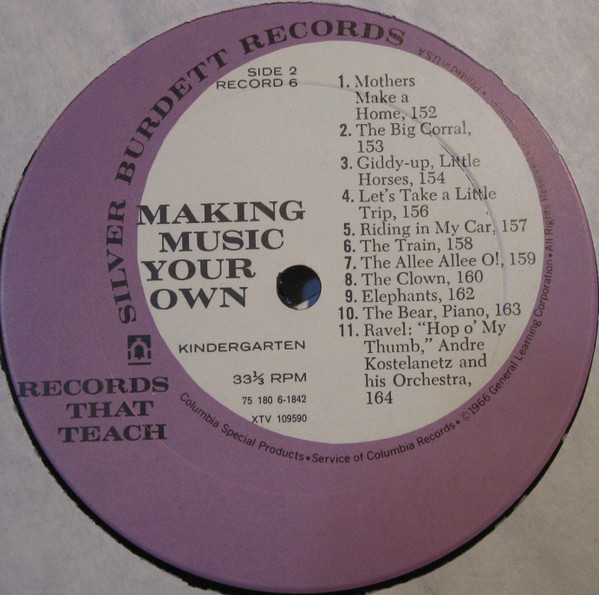 SILVER BURDETT RECORDS
SIDE 2
RECORD 6
MAKING
MUSIC
YOUR
OWN
KINDERGARTEN
33⅓ RPM
75 180 6-1842
XTV 109590
RECORDS
THAT
TEACH
1. Mothers
Make a
Home, 152
2. The Big Corral,
153
3. Giddy-up, Little
Horses, 154
4. Let's Take a Little
Trip, 156
5. Riding in My Car, 157
6. The Train, 158
7. The Allee Allee O!, 159
8. The Clown, 160
9. Elephants, 162
10. The Bear, Piano, 163
11. Ravel: “Hop o' My
Thumb,” Andre
Kostelanetz and
his Orchestra,
164
Columbia Special Products•Service of Columbia Records•©1966 General Learning Corporation•All Rights Reserved
U.S.A.